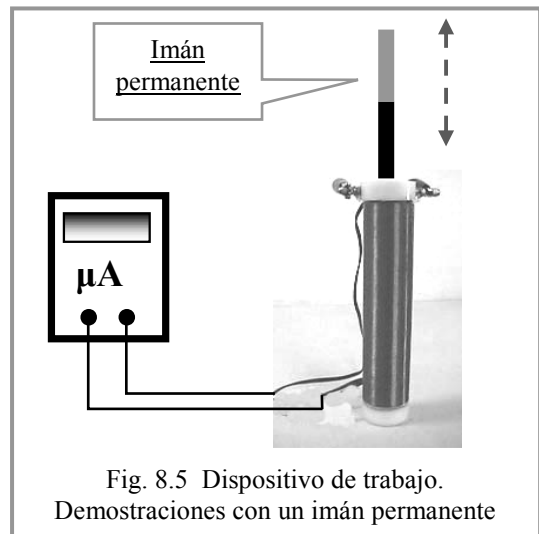 Imán
permanente
µA
Fig. 8.5 Dispositivo de trabajo.
Demostraciones con un imán permanente